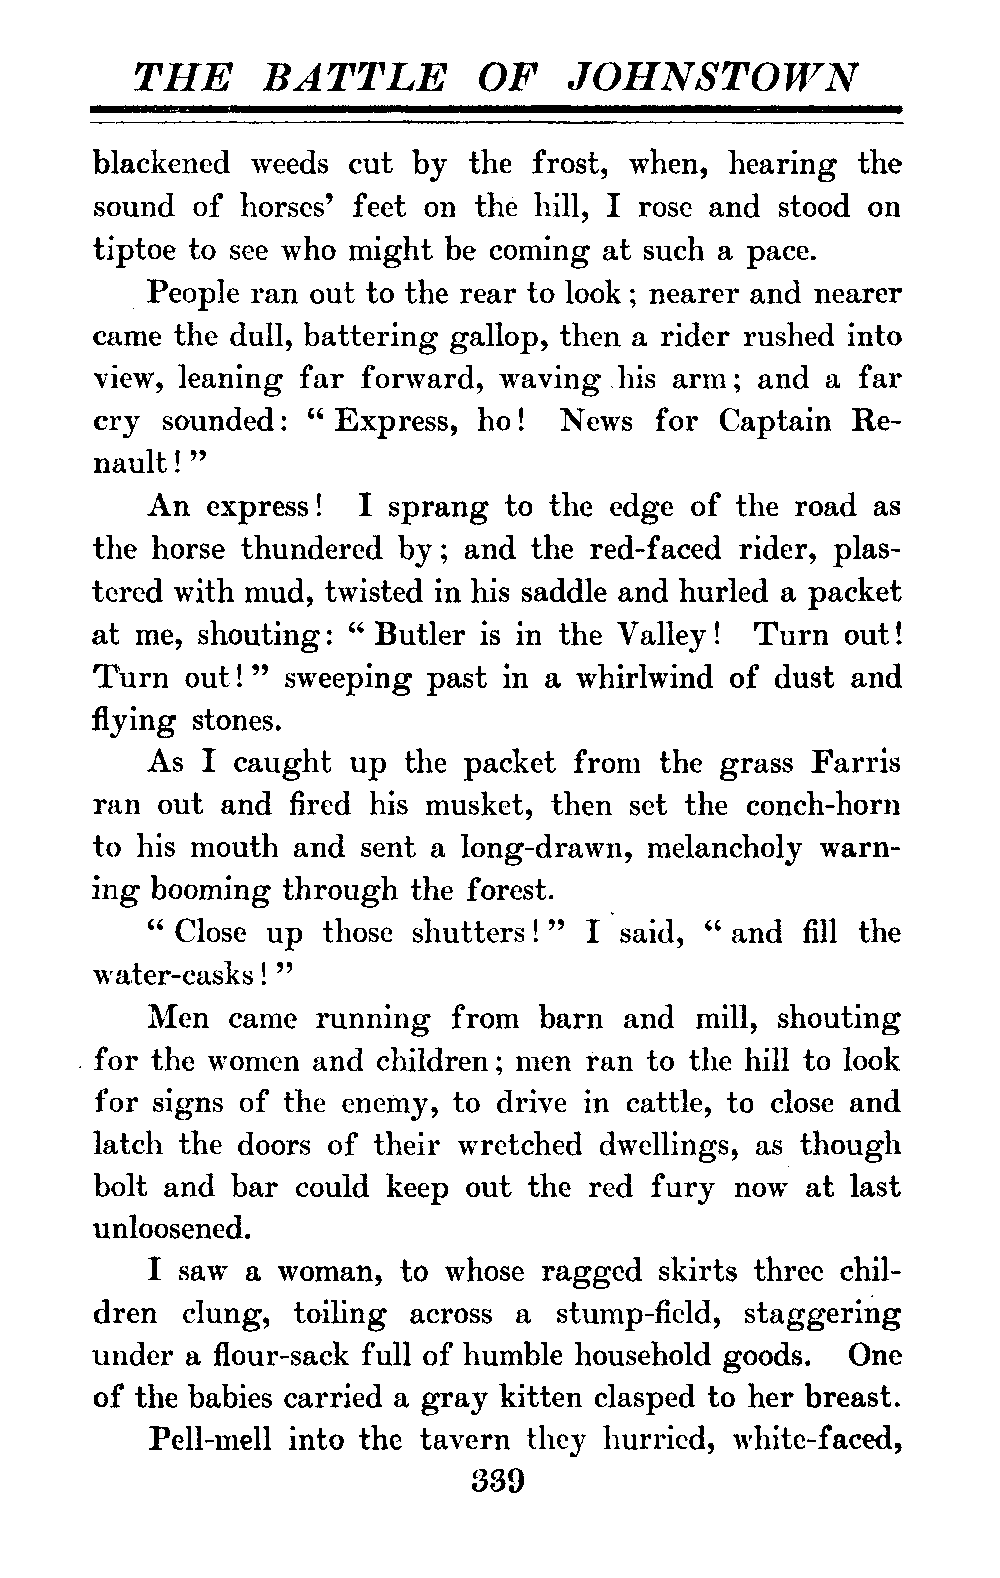 THE BATTLE OF JOHNSTOWN
blackened weeds cut by the frost, when, hearing the
sound of horses’ feet on the hill, I rose and stood on
tiptoe to see who might be coming at such a pace.
People ran out to the rear to look; nearer and nearer
came the dull, battering gallop, then a rider rushed into
view, leaning far forward, waving his arm; and a far
cry sounded: “Express, ho! News for Captain Re-
nault!”
An express! I sprang to the edge of the road as
the horse thundered by; and the red-faced rider, plas-
tered with mud, twisted in his saddle and hurled a packet
at me, shouting: “Butler is in the Valley! Turn out!
Turn out!” sweeping past in a whirlwind of dust and
flying stones.
As I caught up the packet from the grass Farris
ran out and fired his musket, then set the conch-horn
to his mouth and sent a long-drawn, melancholy warn-
ing booming through the forest.
“Close up those shutters!” I said, “and fill the
water-casks!”
Men came running from barn and mill, shouting
for the women and children; men ran to the hill to look
for signs of the enemy, to drive in cattle, to close and
latch the doors of their wretched dwellings, as though
bolt and bar could keep out the red fury now at last
unloosened.
I saw a woman, to whose ragged skirts three chil-
dren clung, toiling across a stump-field, staggering
under a flour-sack full of humble household goods. One
of the babies carried a gray kitten clasped to her breast.
Pell-mell into the tavern they hurried, white-faced,
339